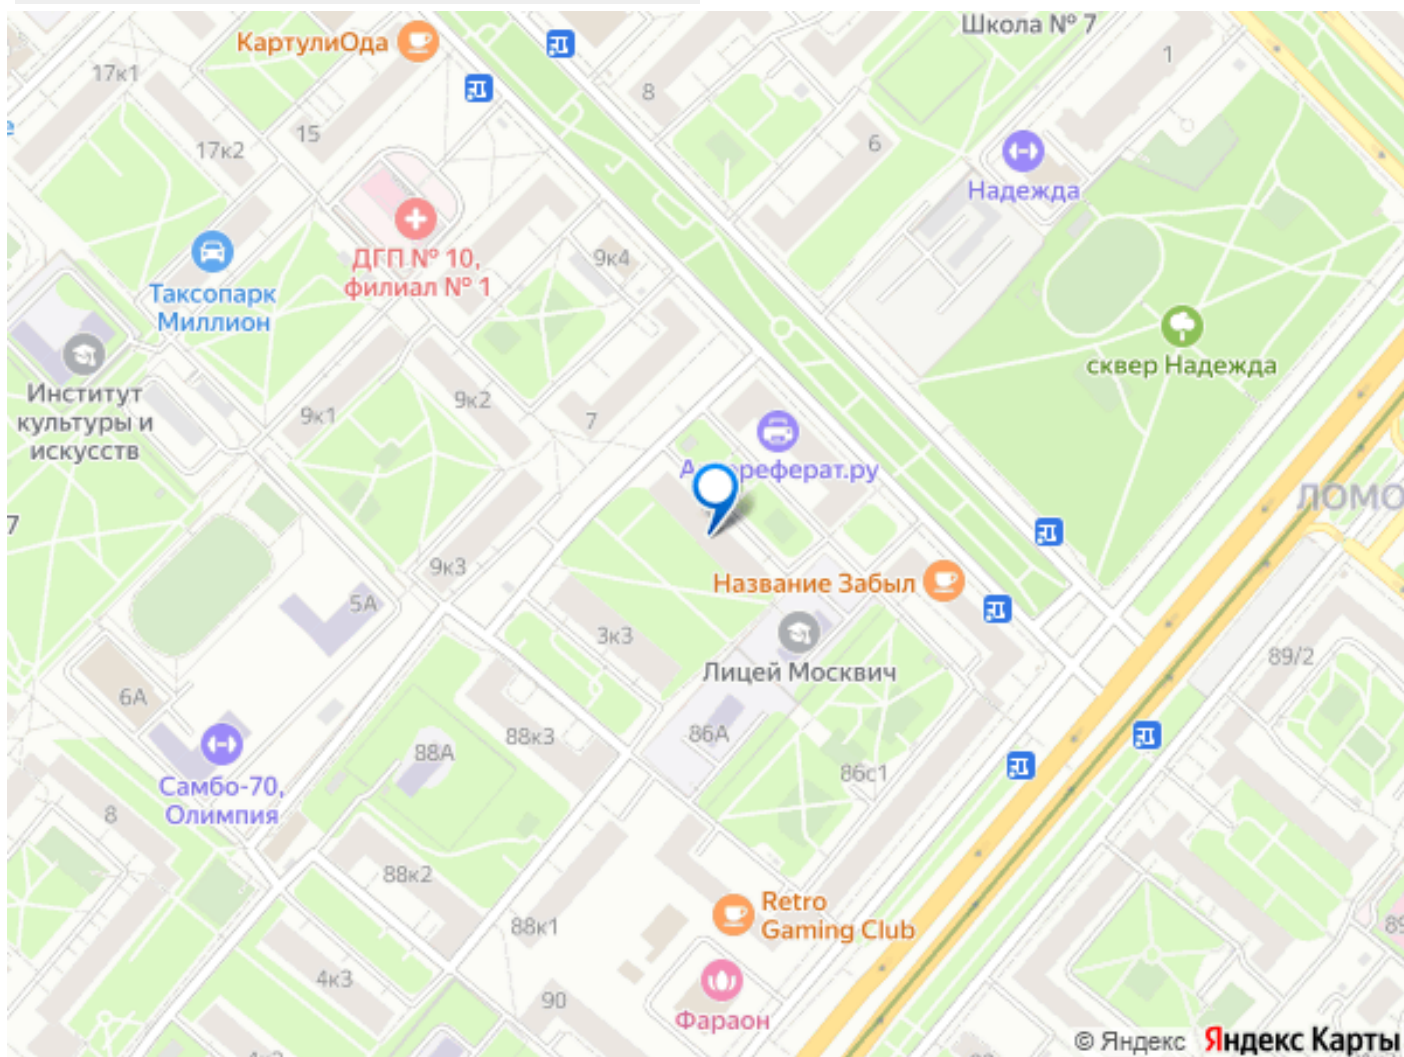 КартулиОда
Школа № 7
17к1
15
17к2
8
6
1
Надежда
ДГП № 10,
филиал № 1
9к4
Таксопарк
Миллион
сквер Надежда
Институт
культуры и
искусств
9к1
9к2
7
реферат.ру
7
9к3
5А
Название Забыл
3к3
Лицей Москвич
89/2
6А
88А
88к3
86А
86с1
Самбо-70,
Олимпия
8
88к2
88к1
Retro
Gaming Club
4к3
90
Фараон
© Яндекс Яндекс Карты